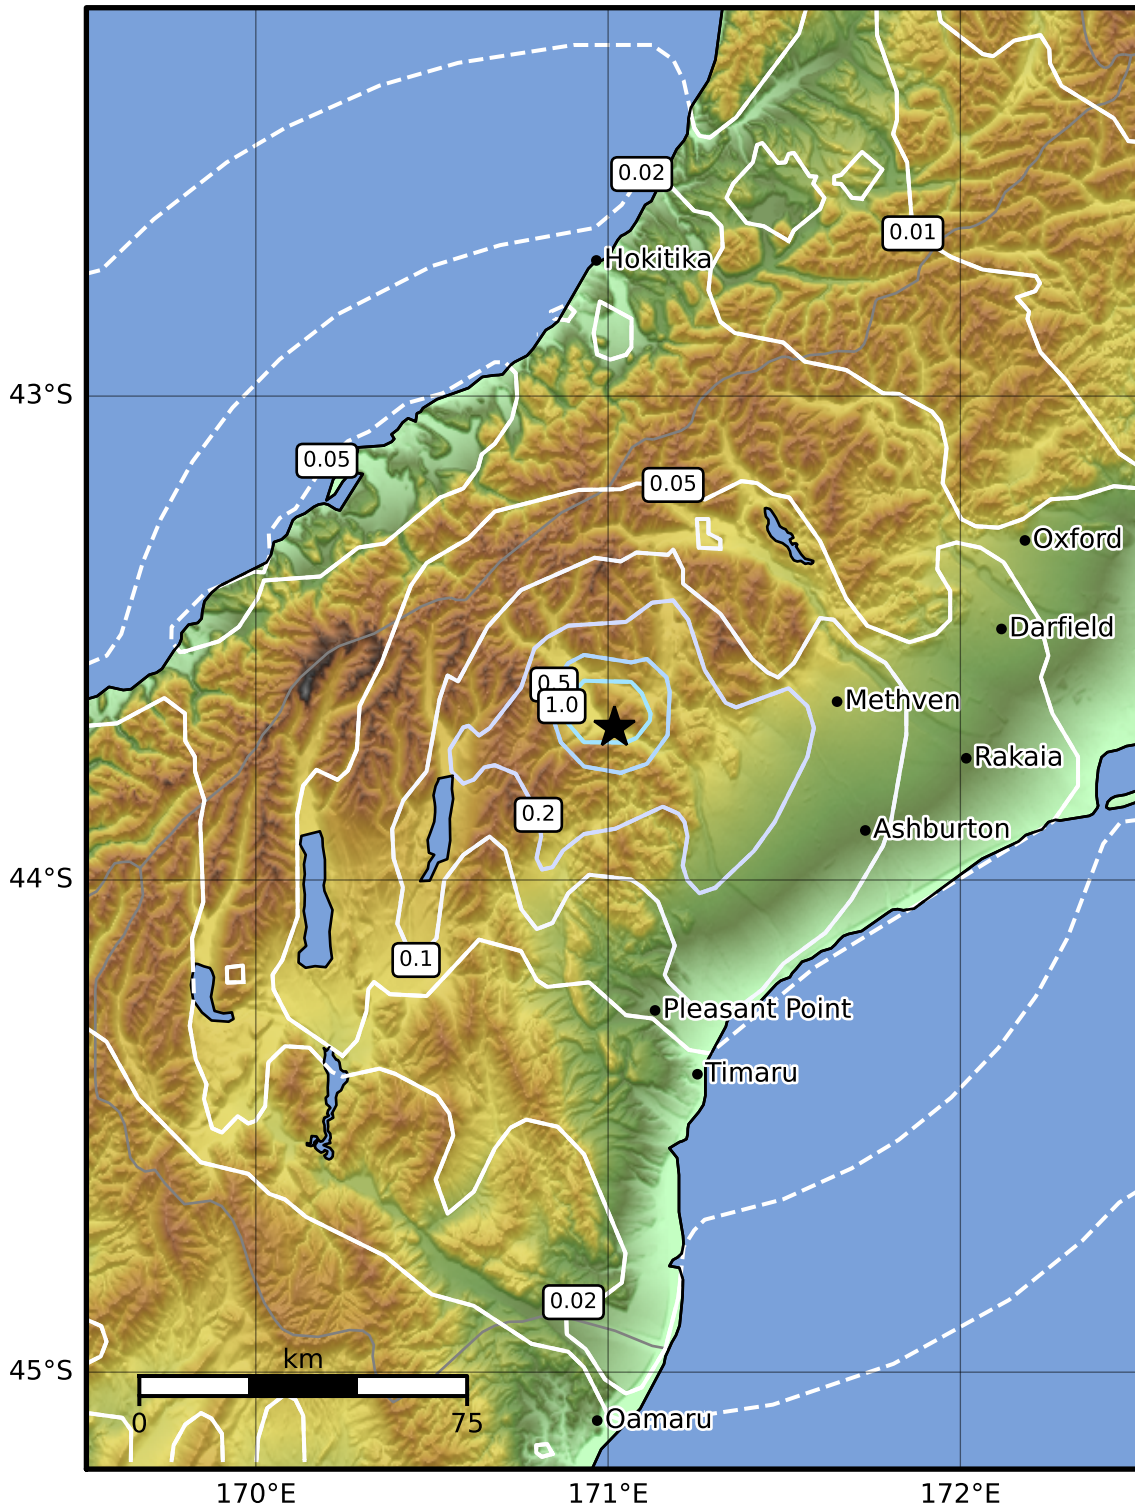 0.02
0.01
Hokitika
43°S
0.05
0.05
Oxford
Darfield
0.5
1.0
Methven
Rakaia
0.2
Ashburton
44°S
0.1
Pleasant Point
Timaru
0.02
km
45°S
0
75
Oamaru
170°E
171°E
172°E